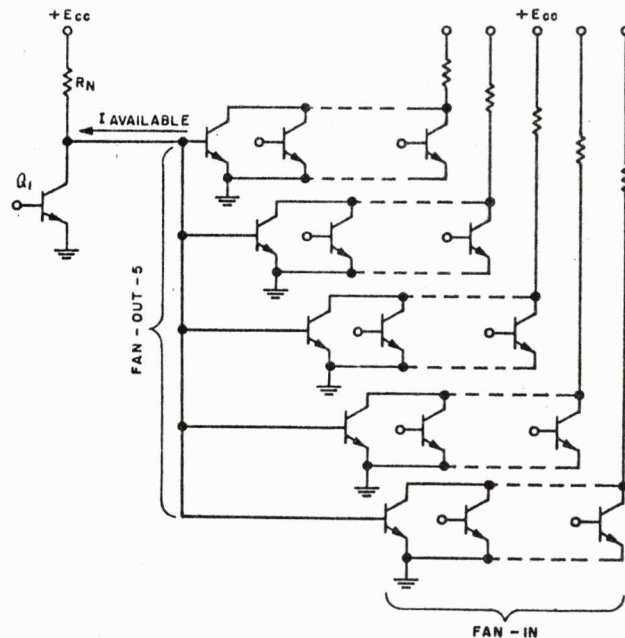 +Ecc
+Ecc
RN
I AVAILABLE
Q1
FAN-OUT-5
FAN-IN